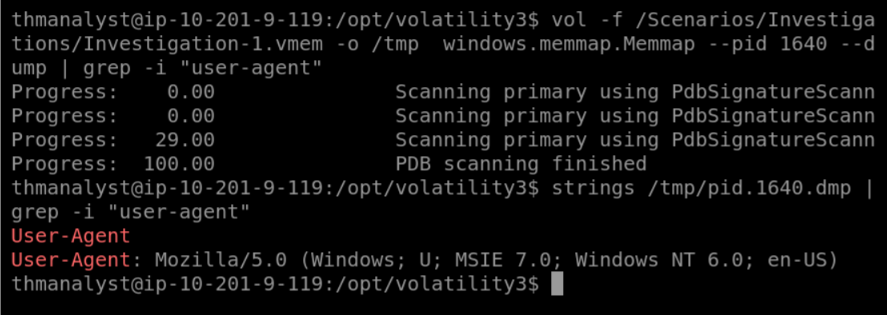 thmanalyst@ip-10-201-9-119:/opt/volatility3$ vol -f /Scenarios/Investiga
tions/Investigation-1.vmem -o /tmp  windows.memmap.Memmap --pid 1640 --d
ump | grep -i "user-agent"
Progress:    0.00               Scanning primary using PdbSignatureScann
Progress:    0.00               Scanning primary using PdbSignatureScann
Progress:   29.00               Scanning primary using PdbSignatureScann
Progress:  100.00               PDB scanning finished
thmanalyst@ip-10-201-9-119:/opt/volatility3$ strings /tmp/pid.1640.dmp |
grep -i "user-agent"
User-Agent
User-Agent: Mozilla/5.0 (Windows; U; MSIE 7.0; Windows NT 6.0; en-US)
thmanalyst@ip-10-201-9-119:/opt/volatility3$